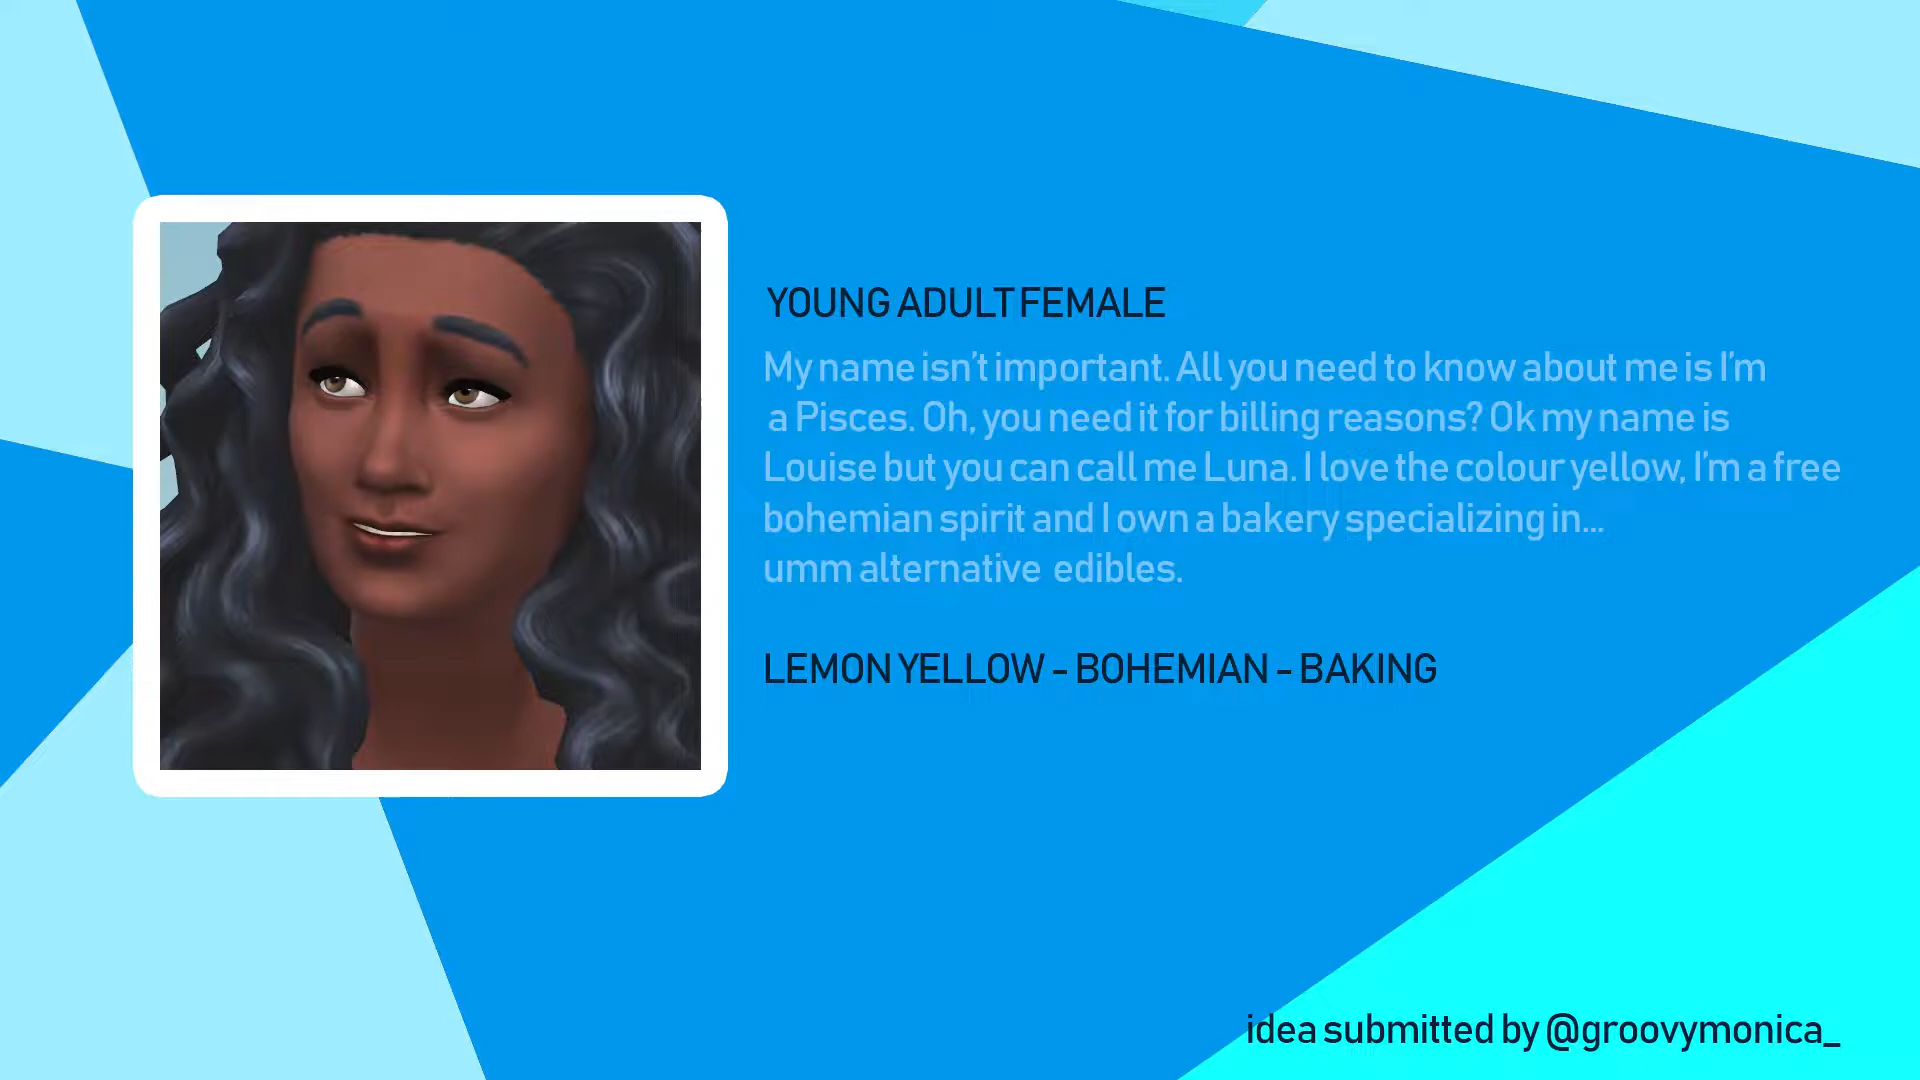 YOUNG ADULT FEMALE
My name isn't important. All you need to know about me is I'm
a Pisces. Oh, you need it for billing reasons? Ok my name is
Louise but you can call me Luna. I love the colour yellow, I'm a free
bohemian spirit and I own a bakery specializing in...
umm alternative edibles.
LEMON YELLOW - BOHEMIAN - BAKING
idea submitted by @groovymonica_